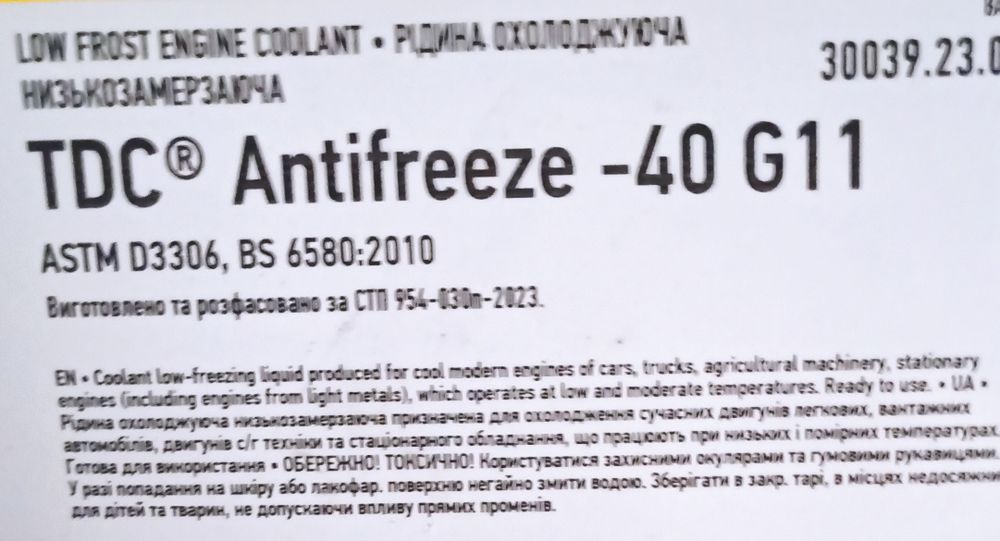 LOW FROST ENGINE COOLANT • РІДИНА ОХОЛОДЖУЮЧА
НИЗЬКОЗАМЕРЗАЮЧА
30039.23.0
TDC® Antifreeze -40 G11
ASTM D3306, BS 6580:2010
Виготовлено та розфасовано за СТП 954-030п-2023.
EN • Coolant low-freezing liquid produced for cool modern engines of cars, trucks, agricultural machinery, stationary
engines (including engines from light metals), which operates at low and moderate temperatures. Ready to use. • UA •
Рідина охолоджуюча низькозамерзаюча призначена для охолодження сучасних двигунів легкових, вантажних
автомобілів, двигунів с/г техніки та стаціонарного обладнання, що працюють при низьких і помірних температурах.
Готова для використання • ОБЕРЕЖНО! ТОКСИЧНО! Користуватися захисними окулярами та гумовими рукавицями.
У разі попадання на шкіру або лакофар. поверхню негайно змити водою. Зберігати в закр. тарі, в місцях недосяжни
для дітей та тварин, не допускаючи впливу прямих променів.